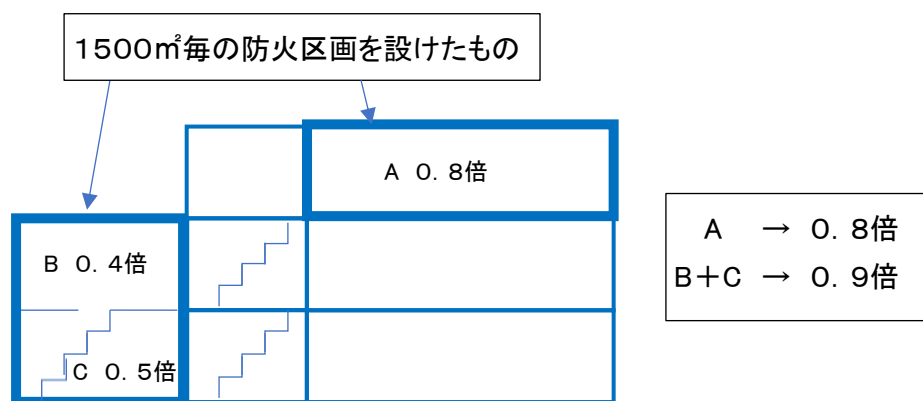 1500㎡毎の防火区画を設けたもの
A 0.8倍
B 0.4倍
C 0.5倍
A → 0.8倍
B+C → 0.9倍